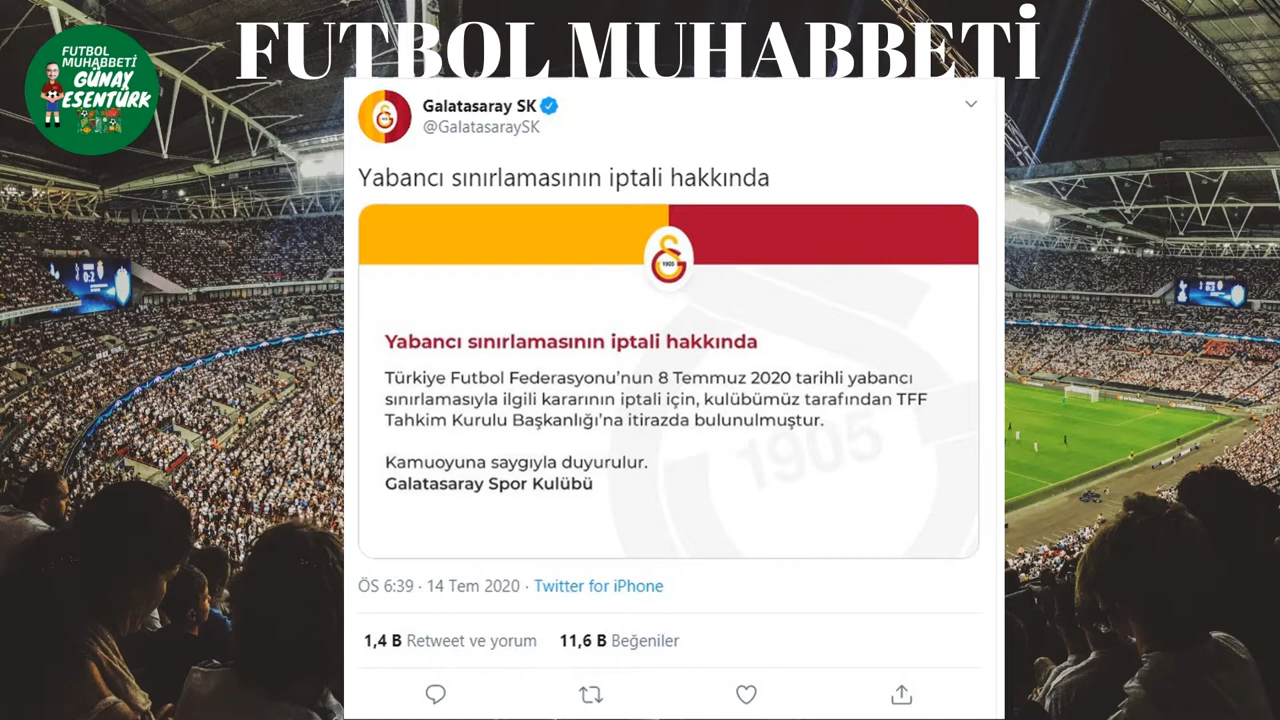 FUTBOL MUHABBETİ
FUTBOL
MUHABBETİ
GÜNAY
ESENTÜRK
Galatasaray SK
@GalatasaraySK
Yabancı sınırlamasının iptali hakkında
1905
Yabancı sınırlamasının iptali hakkında
Türkiye Futbol Federasyonu'nun 8 Temmuz 2020 tarihli yabancı
sınırlamasıyla ilgili kararının iptali için, kulübümüz tarafından TFF
Tahkim Kurulu Başkanlığı'na itirazda bulunulmuştur.
1905
Kamuoyuna saygıyla duyurulur.
Galatasaray Spor Kulübü
ÖS 6:39 · 14 Tem 2020 · Twitter for iPhone
1,4 B Retweet ve yorum 11,6 B Beğeniler